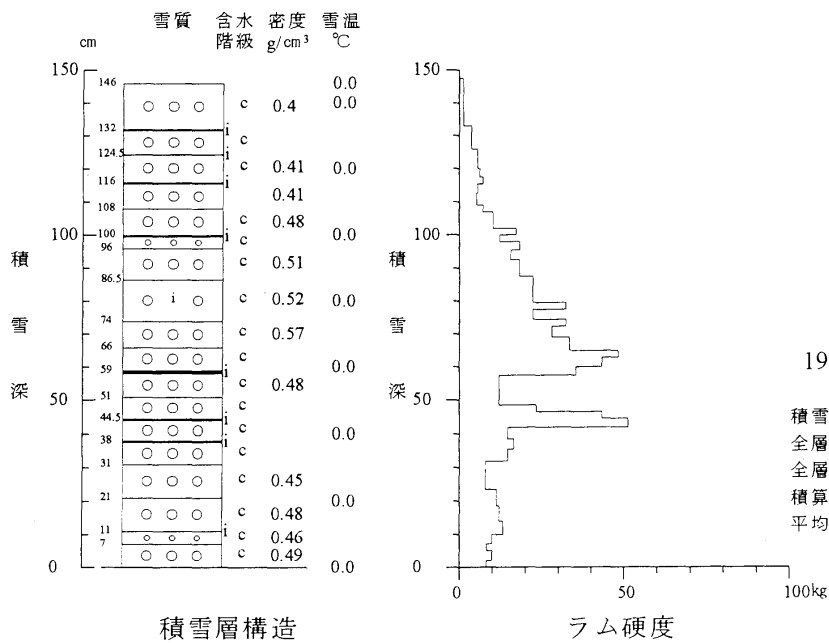 雪質 含水 密度 雪温
cm 階級 g/cm³ ℃
150
146 0.0
c 0.4 0.0
132 i
c
124.5 i
c 0.41 0.0
116 i
0.41
108
c 0.48
100 100 i 0.0
c
96
c 0.51
86.5
i c 0.52 0.0
74
c 0.57
66
c
59 i 0.0
50 c 0.48
51
c
44.5 i
c 0.0
38 i
c
31
c 0.45
21 0.0
c 0.48
11 i
c 0.46
7
c 0.49
0 0.0
積雪深
積雪層構造
150
100
50
0
0 50 100kg
積雪深
ラム硬度
19
積雪
全層
全層
積算
平均